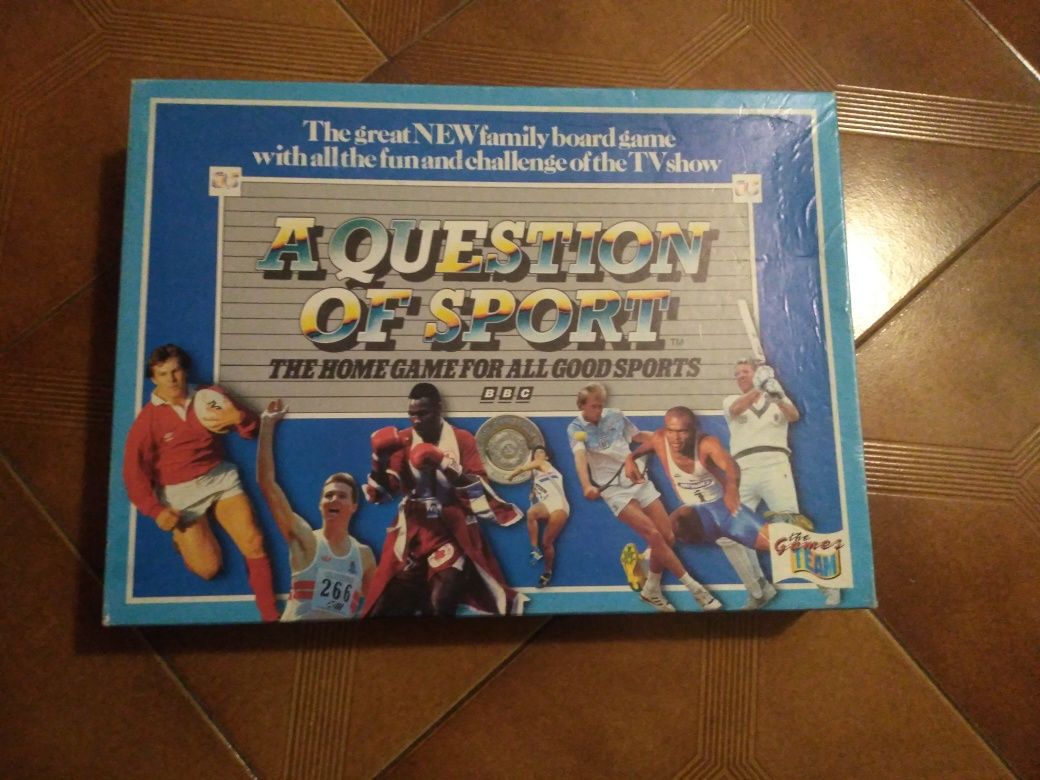 The great NEW family board game
with all the fun and challenge of the TV show
A QUESTION
OF SPORT
TM
THE HOME GAME FOR ALL GOOD SPORTS
BBC
266
the
Games
TEAM